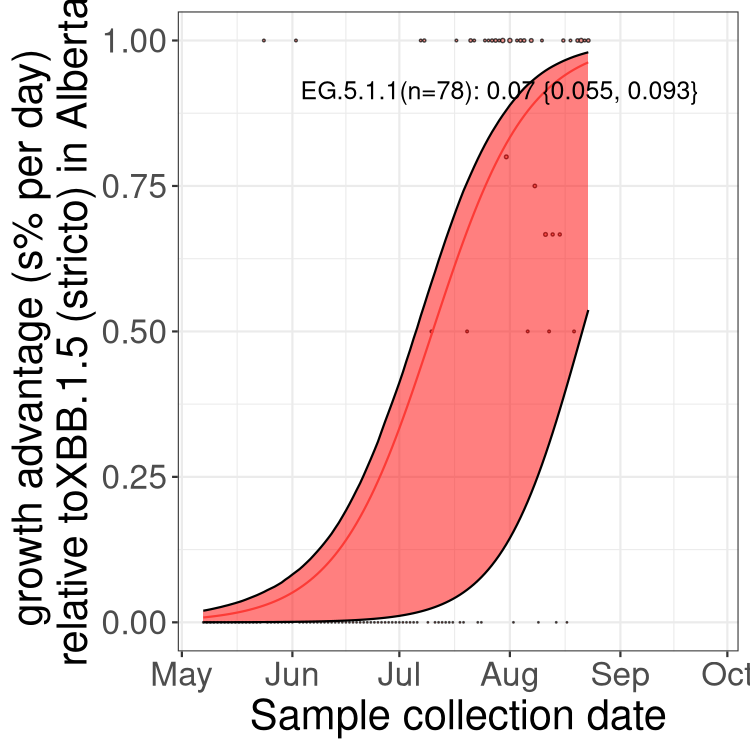 growth advantage (s% per day)
relative toXBB.1.5 (stricto) in Alberta
1.00
0.75
0.50
0.25
0.00
EG.5.1.1(n=78): 0.07 {0.055, 0.093}
May Jun Jul Aug Sep Oct
Sample collection date